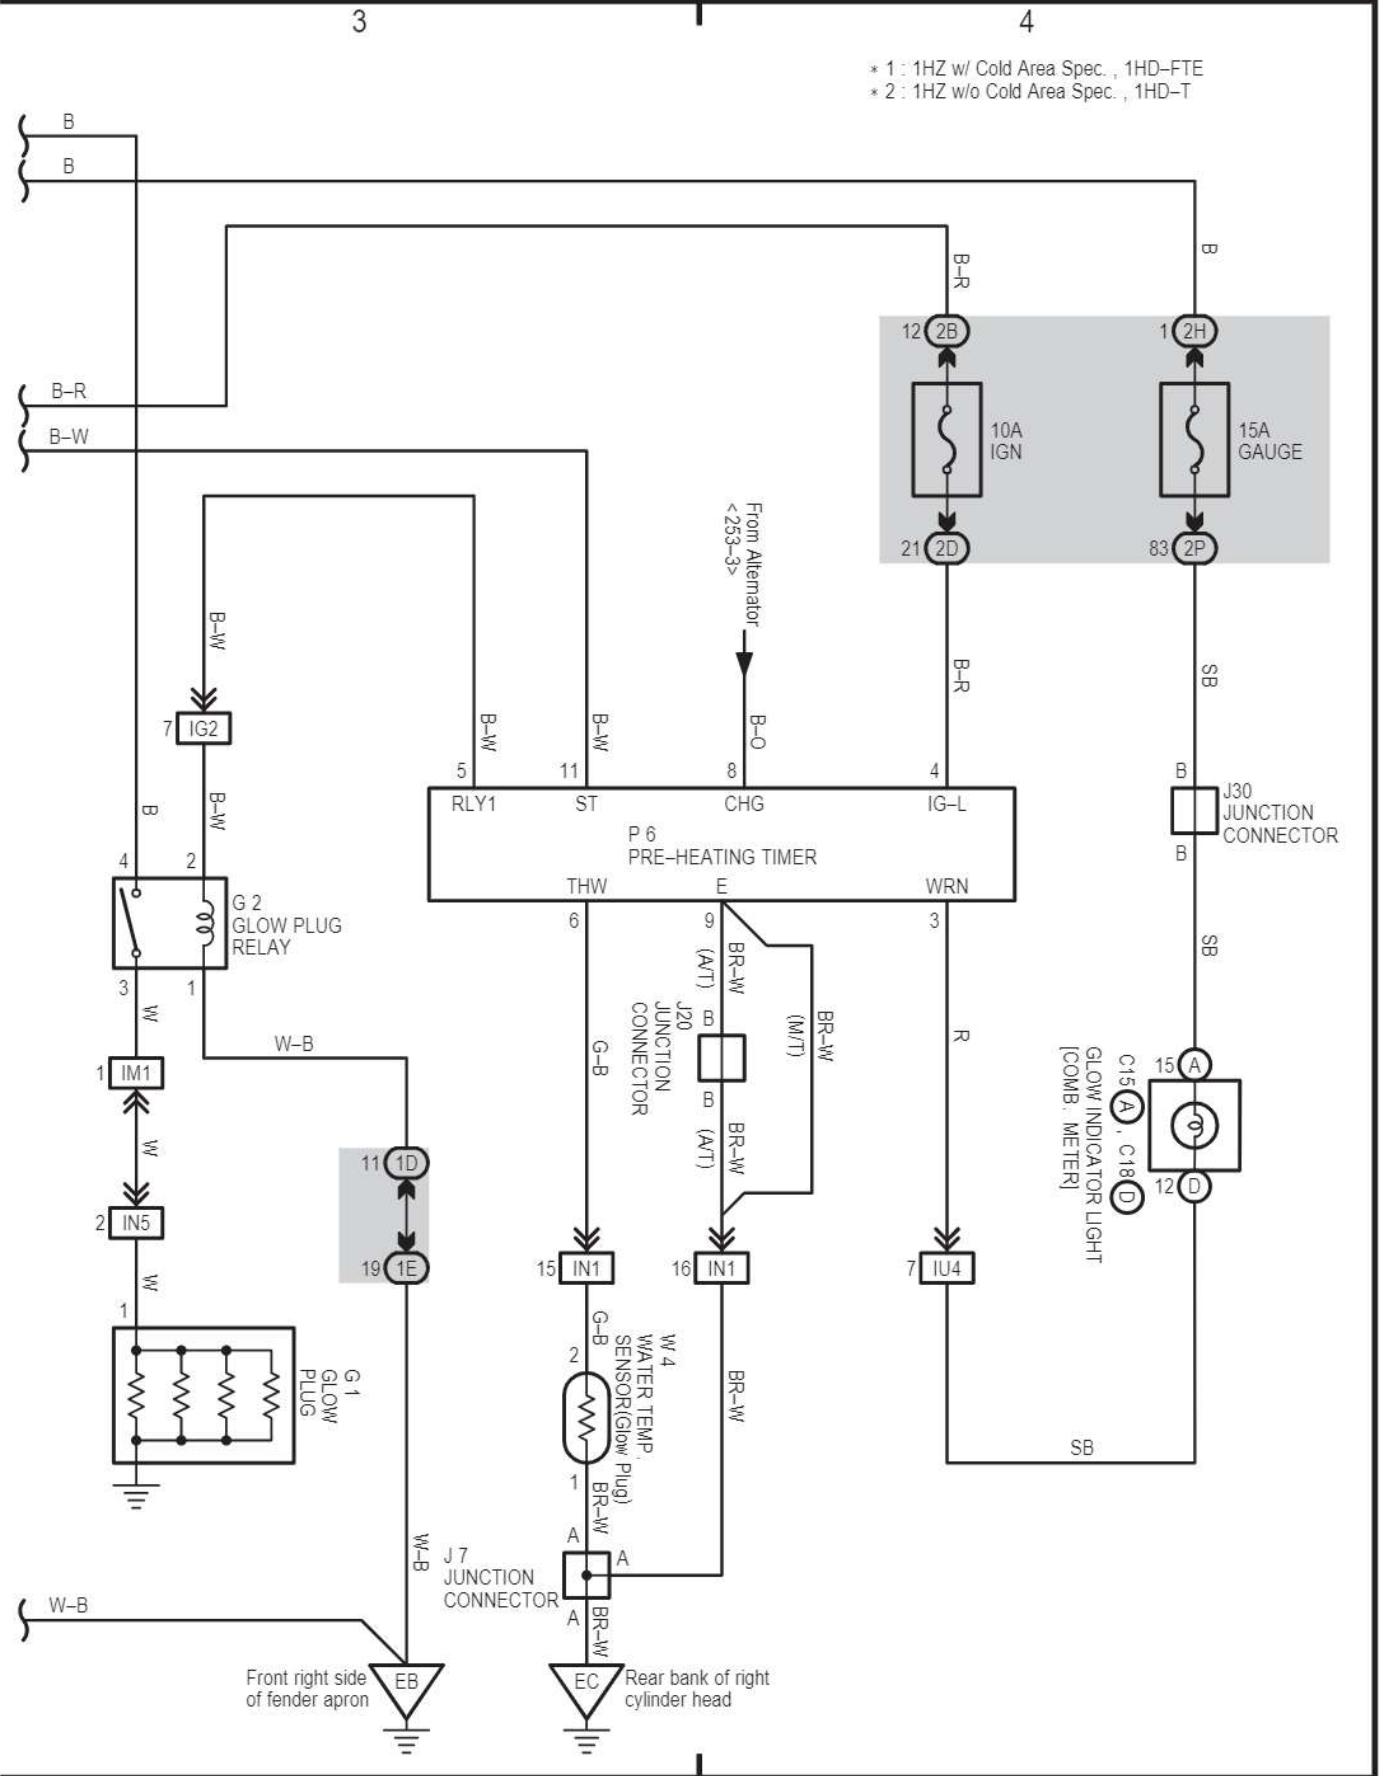 3
4
* 1 : 1HZ w/ Cold Area Spec. , 1HD–FTE
* 2 : 1HZ w/o Cold Area Spec. , 1HD–T
B
B
B
B–R
12 2B
1 2H
B–R
B–W
10A
IGN
15A
GAUGE
From Alternator
<253–3>
21 2D
83 2P
B–W
B–R
SB
7 IG2
B–W
B–W
B–O
B
B–W
5
11
8
4
B
J30
JUNCTION
CONNECTOR
B
RLY1
ST
CHG
IG–L
P 6
PRE–HEATING TIMER
THW
E
WRN
4
2
G 2
GLOW PLUG
RELAY
3
1
6
9
3
BR–W
(A/T)
SB
W
W–B
J20
JUNCTION
CONNECTOR
B
B
BR–W
(M/T)
G–B
R
1 IM1
15 A
C15 A , C18 D
GLOW INDICATOR LIGHT
[COMB. METER]
12 D
W
BR–W
(A/T)
11 1D
2 IN5
19 1E
15 IN1
16 IN1
7 IU4
W
1
G–B
2
W 4
WATER TEMP.
SENSOR(Glow Plug)
G 1
GLOW
PLUG
BR–W
SB
1
BR–W
W–B
J 7
JUNCTION
CONNECTOR
A
A
A
BR–W
W–B
Front right side
of fender apron
EB
EC
Rear bank of right
cylinder head